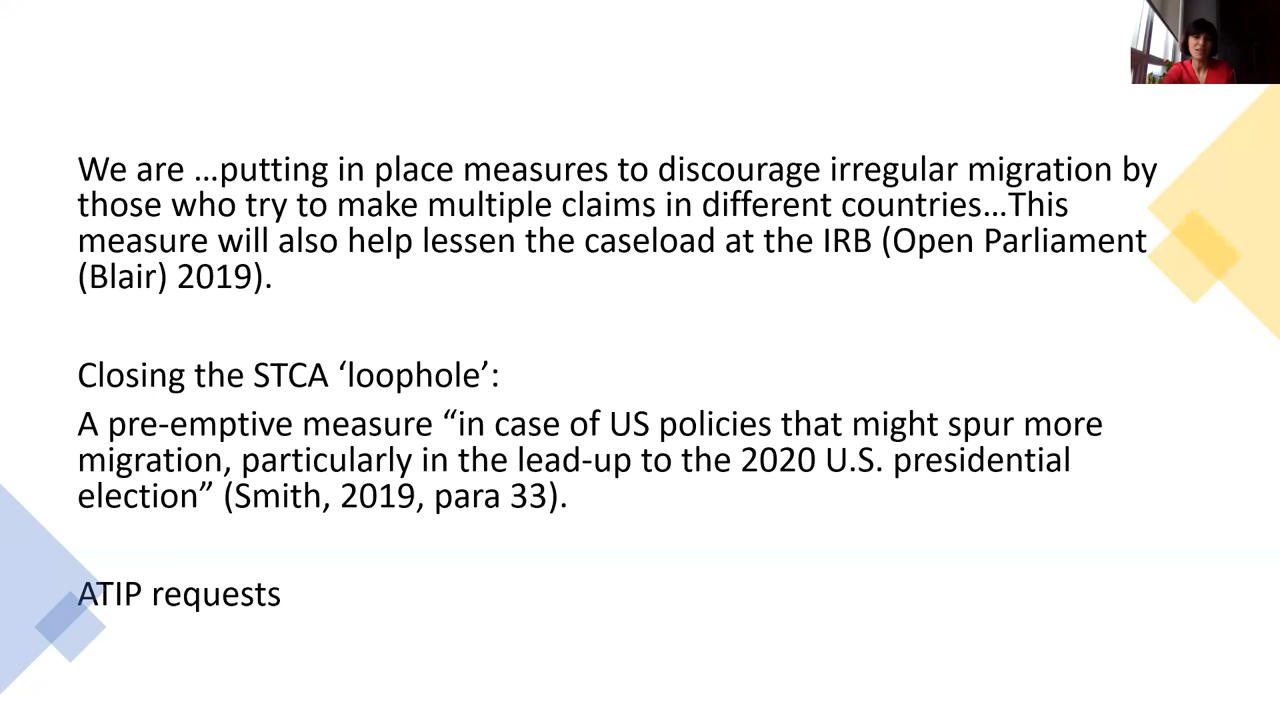 We are …putting in place measures to discourage irregular migration by
those who try to make multiple claims in different countries…This
measure will also help lessen the caseload at the IRB (Open Parliament
(Blair) 2019).
Closing the STCA ‘loophole’:
A pre-emptive measure “in case of US policies that might spur more
migration, particularly in the lead-up to the 2020 U.S. presidential
election” (Smith, 2019, para 33).
ATIP requests